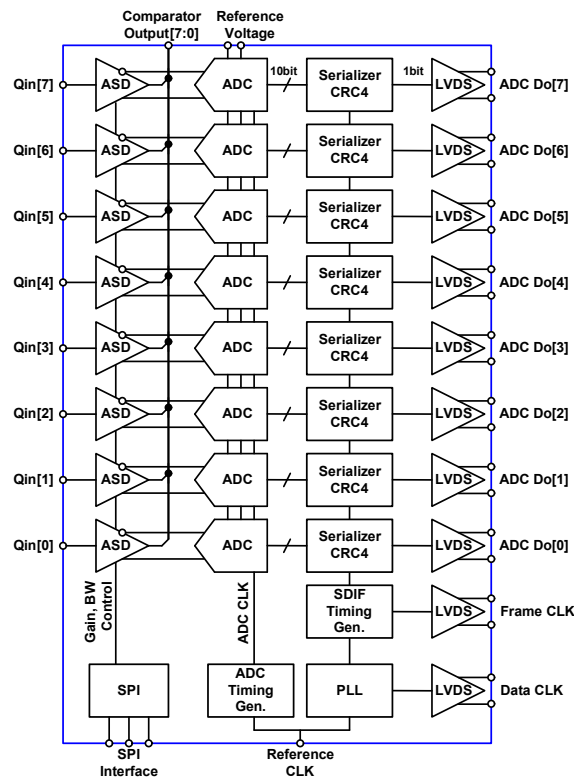 Comparator
Output[7:0]
Reference
Voltage
Qin[7]
ASD
ADC
10bit
Serializer
CRC4
1bit
LVDS
ADC Do[7]
Qin[6]
ASD
ADC
Serializer
CRC4
LVDS
ADC Do[6]
Qin[5]
ASD
ADC
Serializer
CRC4
LVDS
ADC Do[5]
Qin[4]
ASD
ADC
Serializer
CRC4
LVDS
ADC Do[4]
Qin[3]
ASD
ADC
Serializer
CRC4
LVDS
ADC Do[3]
Qin[2]
ASD
ADC
Serializer
CRC4
LVDS
ADC Do[2]
Qin[1]
ASD
ADC
Serializer
CRC4
LVDS
ADC Do[1]
Qin[0]
ASD
ADC
Serializer
CRC4
LVDS
ADC Do[0]
Gain, BW
Control
ADC CLK
SDIF
Timing
Gen.
LVDS
Frame CLK
SPI
ADC
Timing
Gen.
PLL
LVDS
Data CLK
SPI
Interface
Reference
CLK